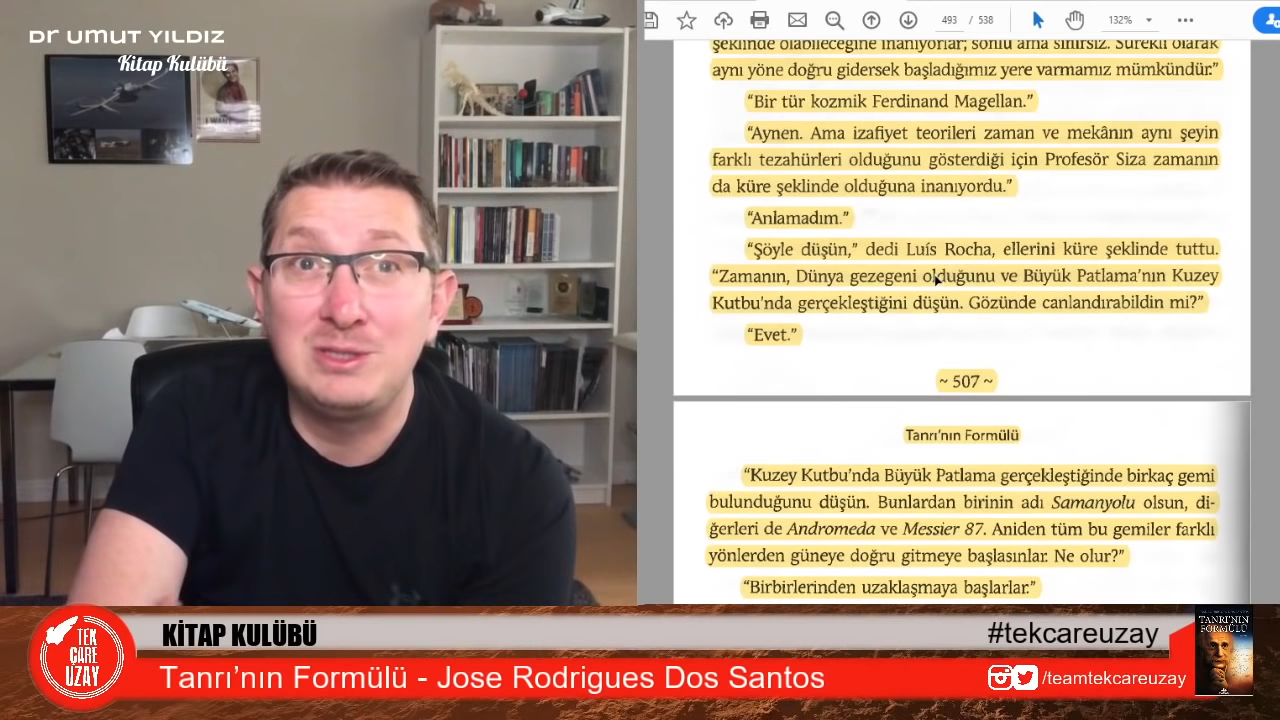 DR UMUT YILDIZ
Kitap Kulübü
493 / 538
132%
şeklinde olabileceğine inanıyorlar; sonlu ama sınırsız. Sürekli olarak
aynı yöne doğru gidersek başladığımız yere varmamız mümkündür.”
“Bir tür kozmik Ferdinand Magellan.”
“Aynen. Ama izafiyet teorileri zaman ve mekânın aynı şeyin
farklı tezahürleri olduğunu gösterdiği için Profesör Siza zamanın
da küre şeklinde olduğuna inanıyordu.”
“Anlamadım.”
“Şöyle düşün,” dedi Luís Rocha, ellerini küre şeklinde tuttu.
“Zamanın, Dünya gezegeni olduğunu ve Büyük Patlama’nın Kuzey
Kutbu’nda gerçekleştiğini düşün. Gözünde canlandırabildin mi?”
“Evet.”
~ 507 ~
Tanrı’nın Formülü
“Kuzey Kutbu’nda Büyük Patlama gerçekleştiğinde birkaç gemi
bulunduğunu düşün. Bunlardan birinin adı Samanyolu olsun, di-
ğerleri de Andromeda ve Messier 87. Aniden tüm bu gemiler farklı
yönlerden güneye doğru gitmeye başlasınlar. Ne olur?”
“Birbirlerinden uzaklaşmaya başlarlar.”
TEK
ÇARE
UZAY
KİTAP KULÜBÜ
#tekcareuzay
Tanrı’nın Formülü - Jose Rodrigues Dos Santos
/teamtekcareuzay
TANRI'NIN
FORMÜLÜ